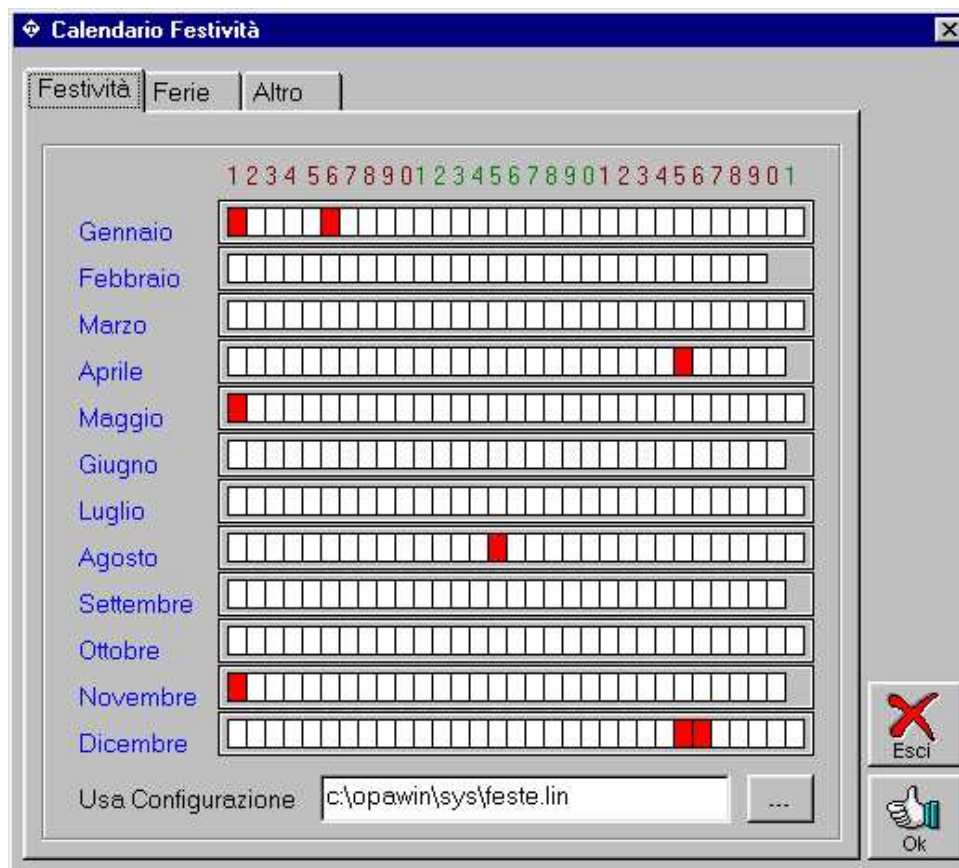 Calendario Festività
Festività Ferie Altro
1234567890123456789012345678901
Gennaio
Febbraio
Marzo
Aprile
Maggio
Giugno
Luglio
Agosto
Settembre
Ottobre
Novembre
Dicembre
Usa Configurazione c:\opawin\sys\feste.lin ...
Esci
Ok